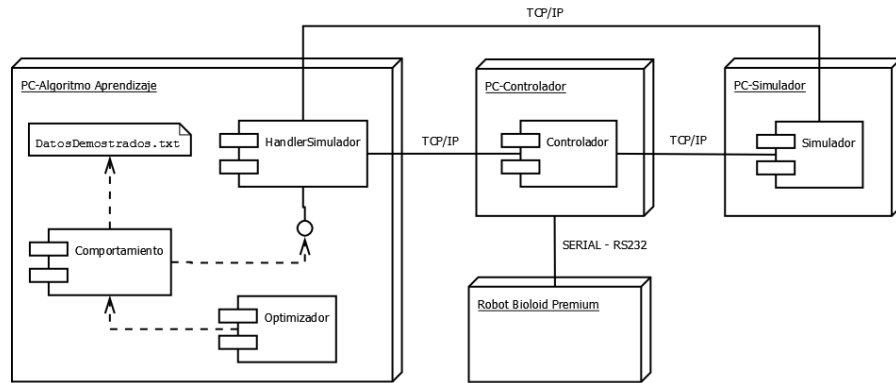 TCP/IP
PC-Algoritmo Aprendizaje
PC-Controlador
PC-Simulador
DatosDemostrados.txt
HandlerSimulador
TCP/IP
Controlador
TCP/IP
Simulador
Comportamiento
SERIAL - RS232
Optimizador
Robot Bioloid Premium